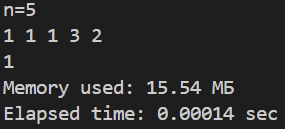 n=5
1 1 1 3 2
1
Memory used: 15.54 МБ
Elapsed time: 0.00014 sec